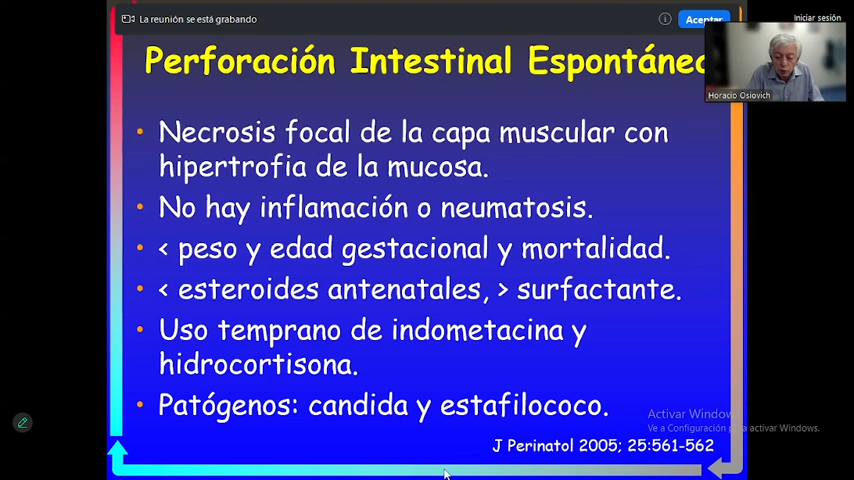 La reunión se está grabando
Aceptar
Iniciar sesión
Perforación Intestinal Espontánea
Horacio Osiovich
• Necrosis focal de la capa muscular con
hipertrofia de la mucosa.
• No hay inflamación o neumatosis.
• < peso y edad gestacional y mortalidad.
• < esteroides antenatales, > surfactante.
• Uso temprano de indometacina y
hidrocortisona.
• Patógenos: candida y estafilococo.
Activar Windows
Ve a Configuración para activar Windows.
J Perinatol 2005; 25:561-562